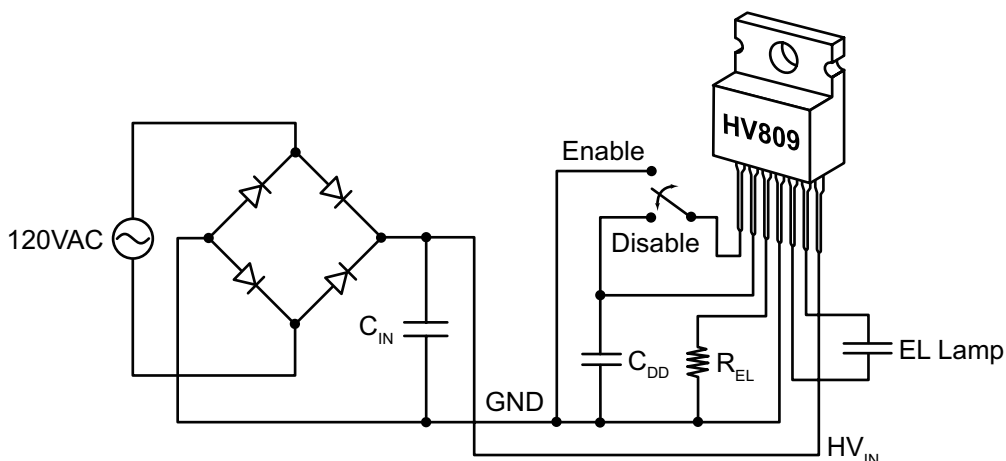 HV809
Enable
120VAC
Disable
C_IN
C_DD
R_EL
EL Lamp
GND
HV_IN